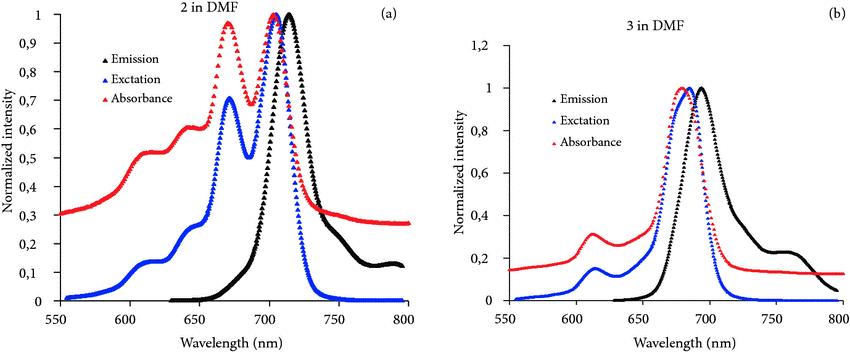 2 in DMF
(a)
1
0,9
0,8
0,7
0,6
0,5
0,4
0,3
0,2
0,1
0
Normalized intensity
Emission
Exctation
Absorbance
550
600
650
700
750
800
Wavelength (nm)
3 in DMF
(b)
1,2
1
0,8
0,6
0,4
0,2
0
Normalized intensity
Emission
Exctation
Absorbance
550
600
650
700
750
800
Wavelength (nm)